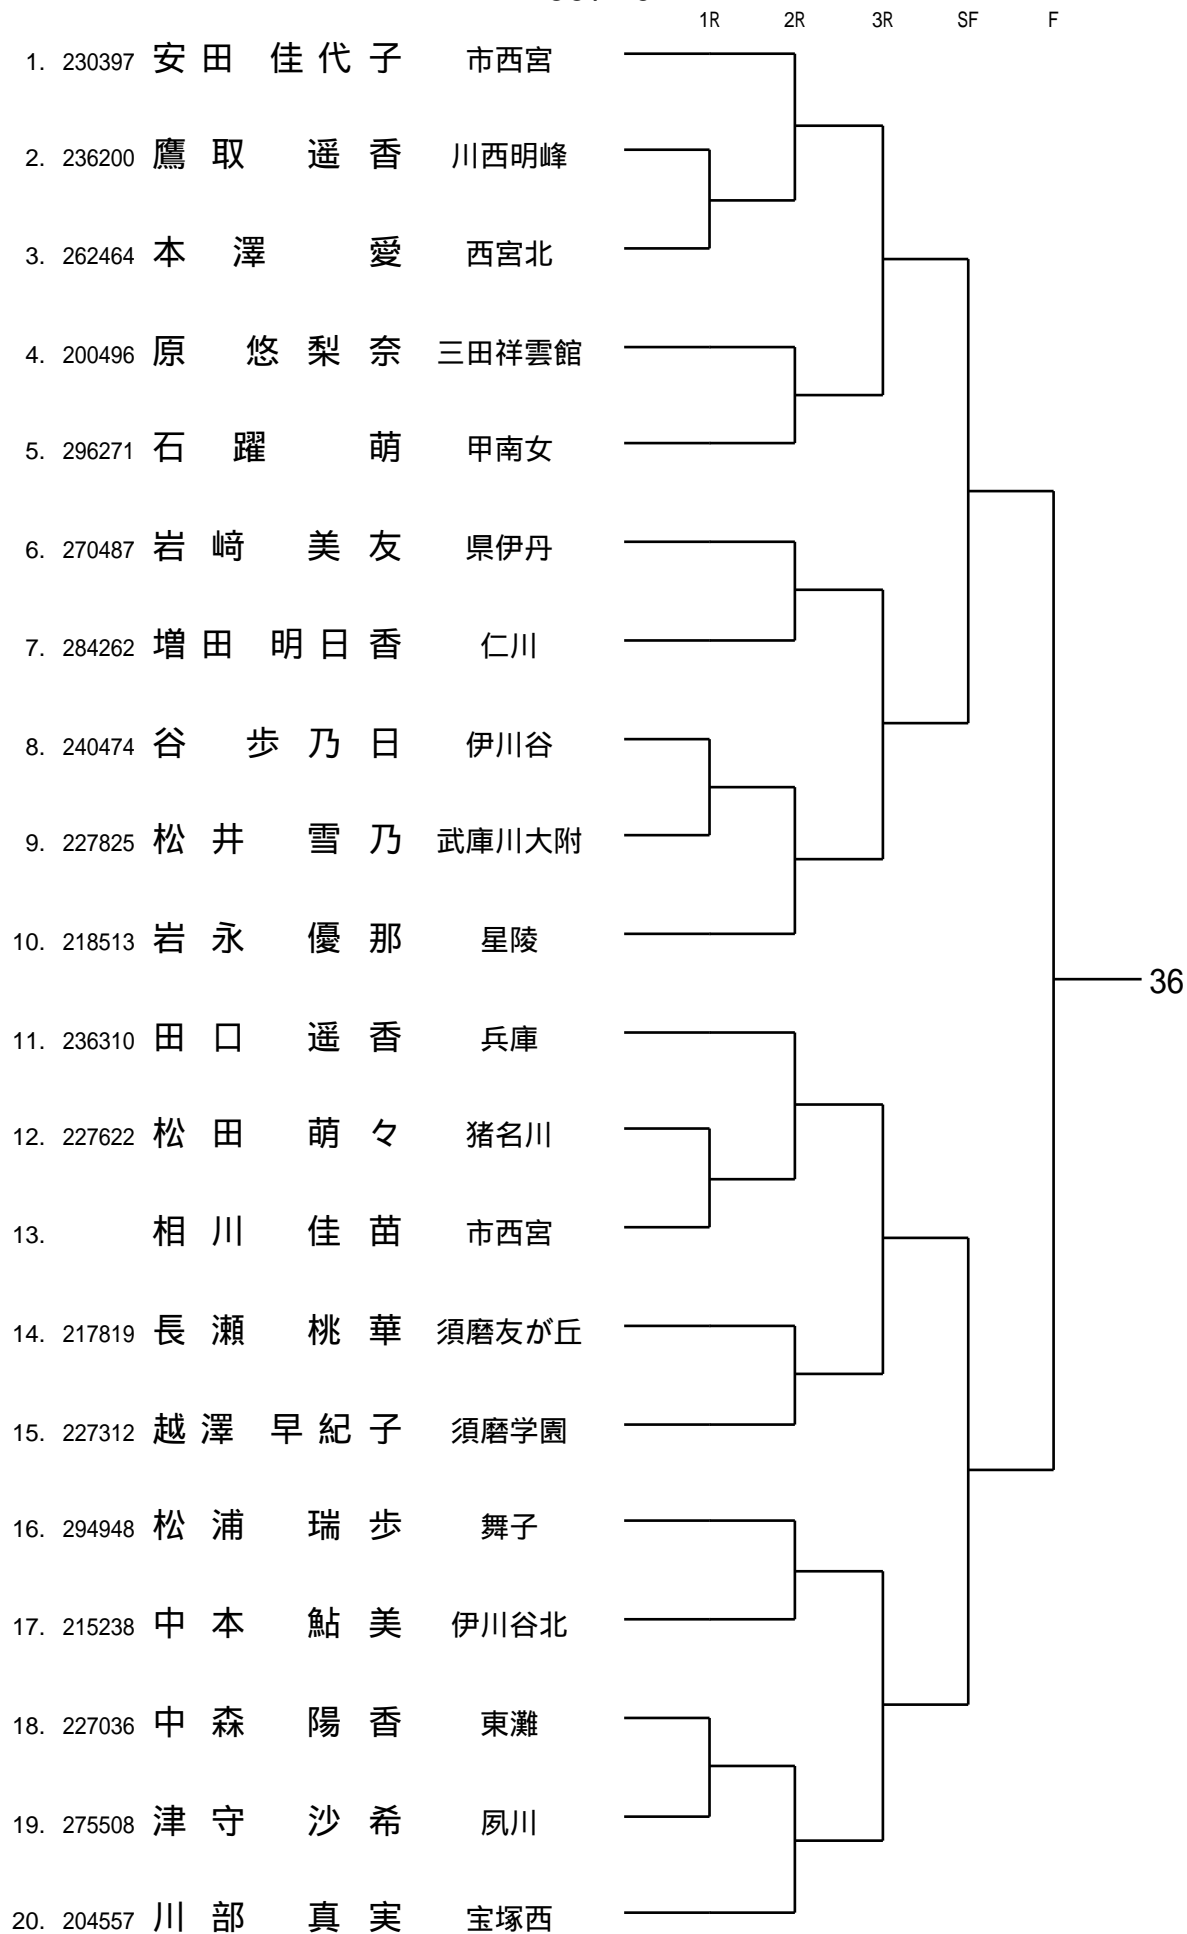 1R 2R 3R SF F
1. 230397 安田 佳代子 市西宮
2. 236200 鷹取 遥香 川西明峰
3. 262464 本澤 愛 西宮北
4. 200496 原 悠梨奈 三田祥雲館
5. 296271 石躍 萌 甲南女
6. 270487 岩﨑 美友 県伊丹
7. 284262 増田 明日香 仁川
8. 240474 谷 歩乃日 伊川谷
9. 227825 松井 雪乃 武庫川大附
10. 218513 岩永 優那 星陵
36
11. 236310 田口 遥香 兵庫
12. 227622 松田 萌々 猪名川
13. 相川 佳苗 市西宮
14. 217819 長瀬 桃華 須磨友が丘
15. 227312 越澤 早紀子 須磨学園
16. 294948 松浦 瑞歩 舞子
17. 215238 中本 鮎美 伊川谷北
18. 227036 中森 陽香 東灘
19. 275508 津守 沙希 夙川
20. 204557 川部 真実 宝塚西